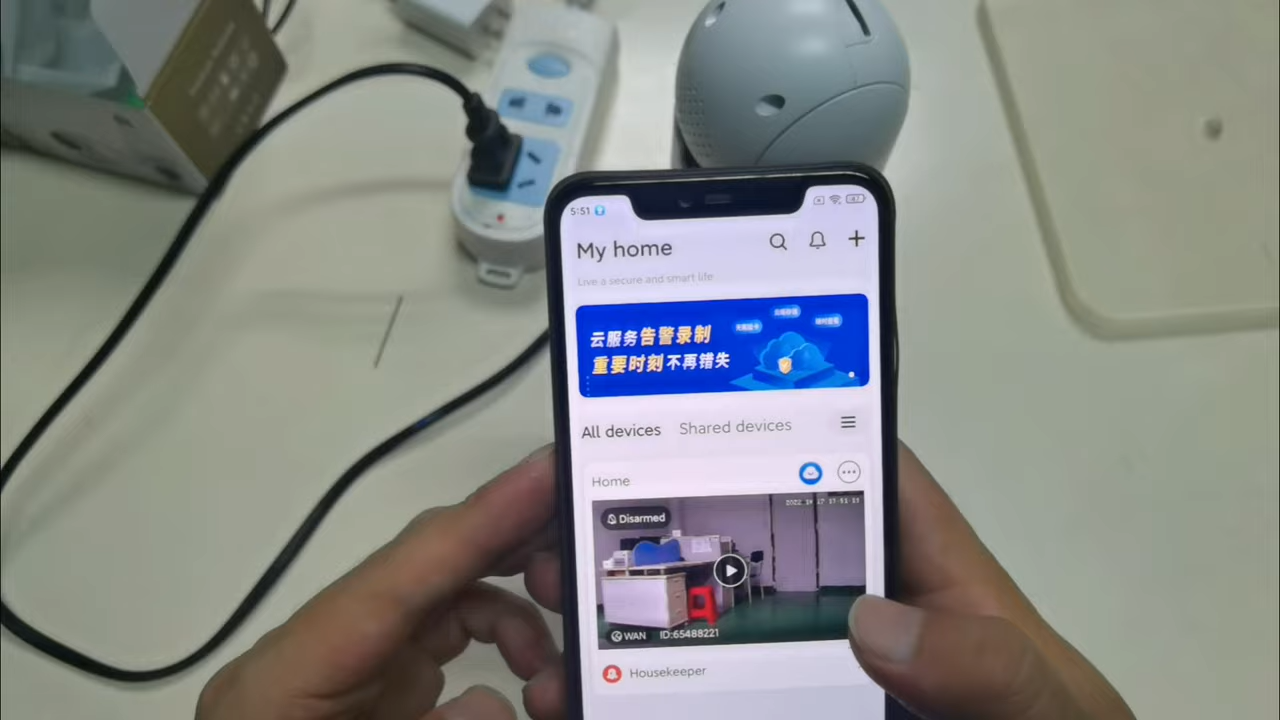 5:51
My home
Live a secure and smart life
云服务告警录制
重要时刻不再错失
All devices
Shared devices
Home
Disarmed
WAN
ID:65488221
Housekeeper